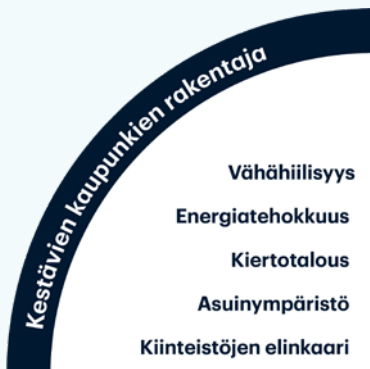 Kestävien kaupunkien rakentaja
Vähähiilisyys
Energiatehokkuus
Kiertotalous
Asuinympäristö
Kiinteistöjen elinkaari